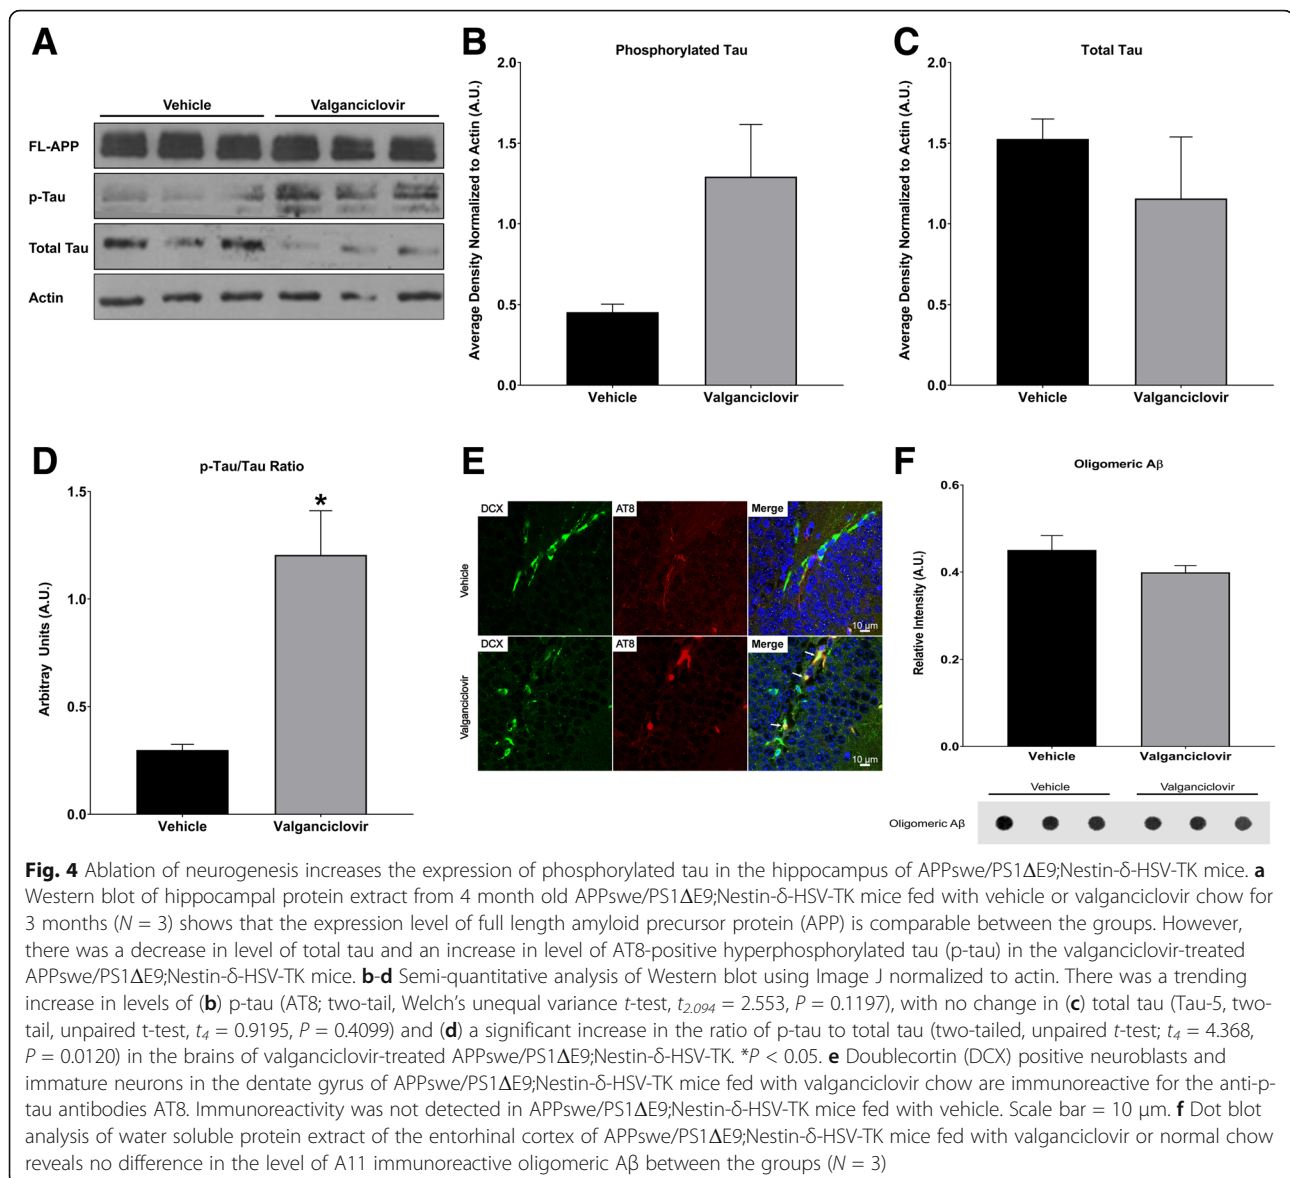 A
Vehicle
Valganciclovir
FL-APP
p-Tau
Total Tau
Actin
B
Phosphorylated Tau
Average Density Normalized to Actin (A.U.)
2.0
1.5
1.0
0.5
0.0
Vehicle
Valganciclovir
C
Total Tau
Average Density Normalized to Actin (A.U.)
2.0
1.5
1.0
0.5
0.0
Vehicle
Valganciclovir
D
p-Tau/Tau Ratio
Arbitray Units (A.U.)
1.5
1.0
0.5
0.0
*
Vehicle
Valganciclovir
E
DCX
AT8
Merge
Vehicle
10 µm
DCX
AT8
Merge
Valganciclovir
10 µm
F
Oligomeric Aβ
Relative Intensity (A.U.)
0.6
0.4
0.2
0.0
Vehicle
Valganciclovir
Vehicle
Valganciclovir
Oligomeric Aβ
Fig. 4 Ablation of neurogenesis increases the expression of phosphorylated tau in the hippocampus of APPswe/PS1ΔE9;Nestin-δ-HSV-TK mice. a
Western blot of hippocampal protein extract from 4 month old APPswe/PS1ΔE9;Nestin-δ-HSV-TK mice fed with vehicle or valganciclovir chow for
3 months (N = 3) shows that the expression level of full length amyloid precursor protein (APP) is comparable between the groups. However,
there was a decrease in level of total tau and an increase in level of AT8-positive hyperphosphorylated tau (p-tau) in the valganciclovir-treated
APPswe/PS1ΔE9;Nestin-δ-HSV-TK mice. b-d Semi-quantitative analysis of Western blot using Image J normalized to actin. There was a trending
increase in levels of (b) p-tau (AT8; two-tail, Welch's unequal variance t-test, t2.094 = 2.553, P = 0.1197), with no change in (c) total tau (Tau-5, two-
tail, unpaired t-test, t4 = 0.9195, P = 0.4099) and (d) a significant increase in the ratio of p-tau to total tau (two-tailed, unpaired t-test; t4 = 4.368,
P = 0.0120) in the brains of valganciclovir-treated APPswe/PS1ΔE9;Nestin-δ-HSV-TK. *P < 0.05. e Doublecortin (DCX) positive neuroblasts and
immature neurons in the dentate gyrus of APPswe/PS1ΔE9;Nestin-δ-HSV-TK mice fed with valganciclovir chow are immunoreactive for the anti-p-
tau antibodies AT8. Immunoreactivity was not detected in APPswe/PS1ΔE9;Nestin-δ-HSV-TK mice fed with vehicle. Scale bar = 10 µm. f Dot blot
analysis of water soluble protein extract of the entorhinal cortex of APPswe/PS1ΔE9;Nestin-δ-HSV-TK mice fed with valganciclovir or normal chow
reveals no difference in the level of A11 immunoreactive oligomeric Aβ between the groups (N = 3)